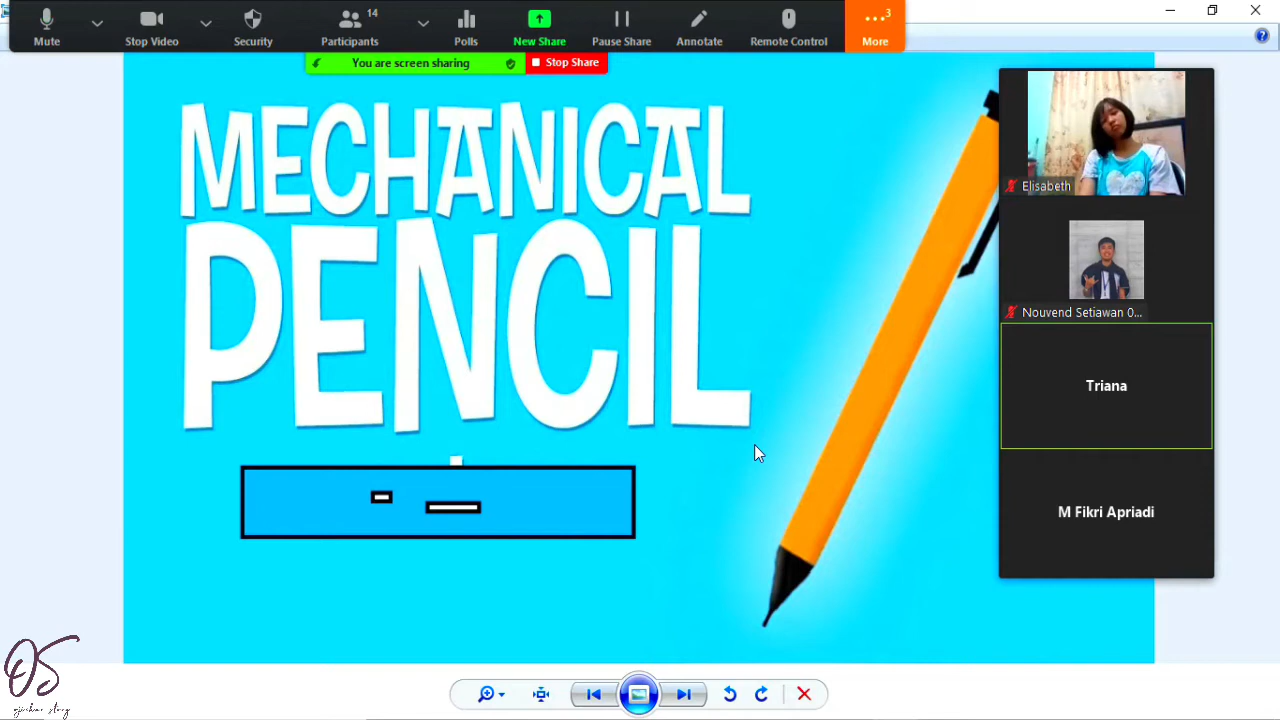 14
3
Mute
Stop Video
Security
Participants
Polls
New Share
Pause Share
Annotate
Remote Control
More
You are screen sharing
Stop Share
MECHANICAL
PENCIL
Elisabeth
Nouvend Setiawan 0...
Triana
M Fikri Apriadi
OS